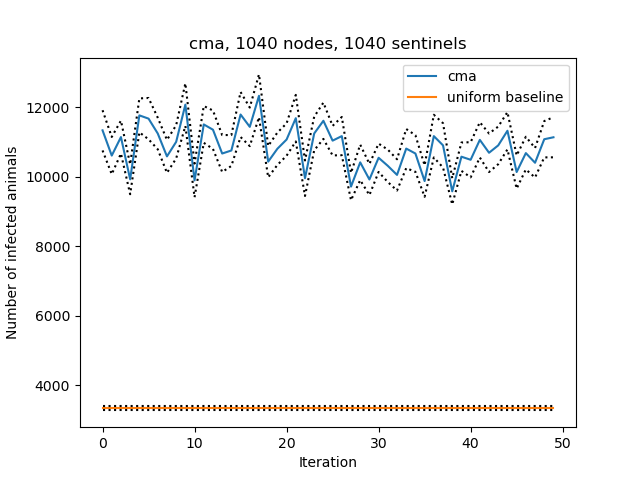 cma, 1040 nodes, 1040 sentinels
cma
uniform baseline
12000
10000
8000
6000
4000
Number of infected animals
0 10 20 30 40 50
Iteration